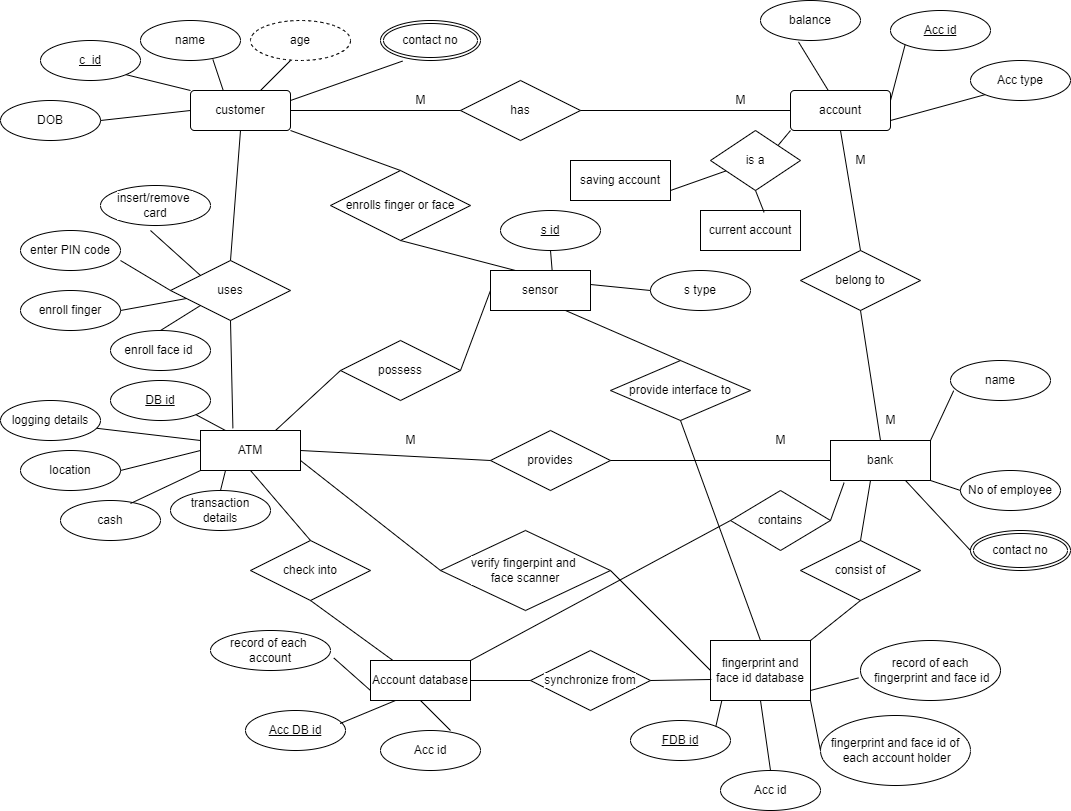 balance
Acc id
name
age
contact no
c_id
Acc type
M
M
customer
has
account
DOB
is a
M
saving account
insert/remove
card
enrolls finger or face
s id
current account
enter PIN code
uses
sensor
s type
belong to
enroll finger
enroll face id
possess
provide interface to
name
DB id
logging details
M
M
M
ATM
provides
bank
location
No of employee
transaction
details
cash
contains
contact no
check into
verify fingerpint and
face scanner
consist of
record of each
account
Account database
synchronize from
fingerprint and
face id database
record of each
fingerprint and face id
Acc DB id
Acc id
FDB id
fingerprint and face id of
each account holder
Acc id